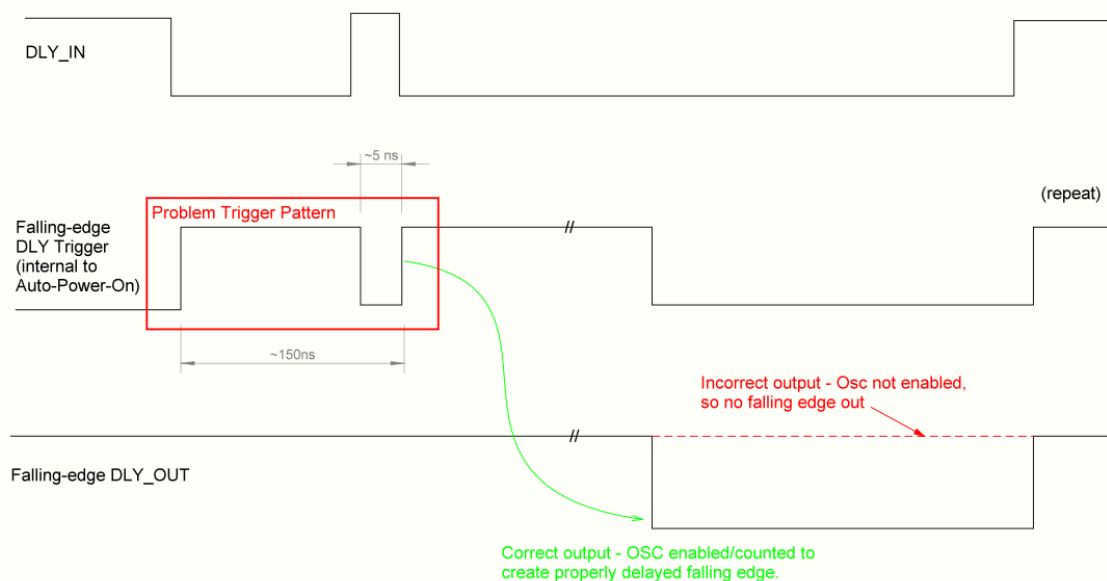 DLY_IN
~5 ns
(repeat)
Problem Trigger Pattern
Falling-edge
DLY Trigger
(internal to
Auto-Power-On)
//
~150ns
Incorrect output - Osc not enabled,
so no falling edge out
//
Falling-edge DLY_OUT
Correct output - OSC enabled/counted to
create properly delayed falling edge.